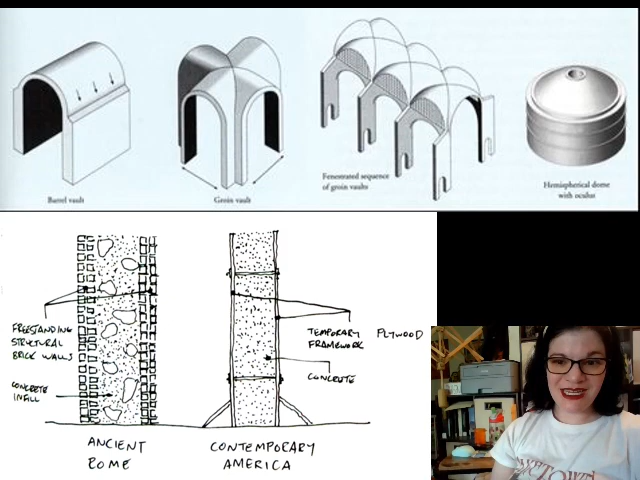 Barrel vault
Groin vault
Fenestrated sequence
of groin vaults
Hemispherical dome
with oculus
FREESTANDING
STRUCTURAL
BRICK WALLS
CONCRETE
INFILL
TEMPORARY PLYWOOD
FRAMEWORK
CONCRETE
ANCIENT
ROME
CONTEMPORARY
AMERICA